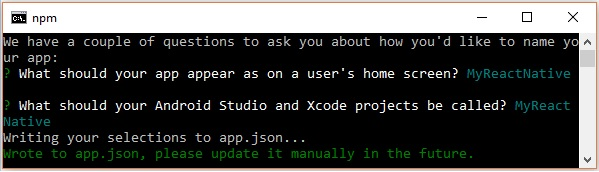 npm
We have a couple of questions to ask you about how you'd like to name yo
ur app:
? What should your app appear as on a user's home screen? MyReactNative
? What should your Android Studio and Xcode projects be called? MyReact
Native
Writing your selections to app.json...
Wrote to app.json, please update it manually in the future.